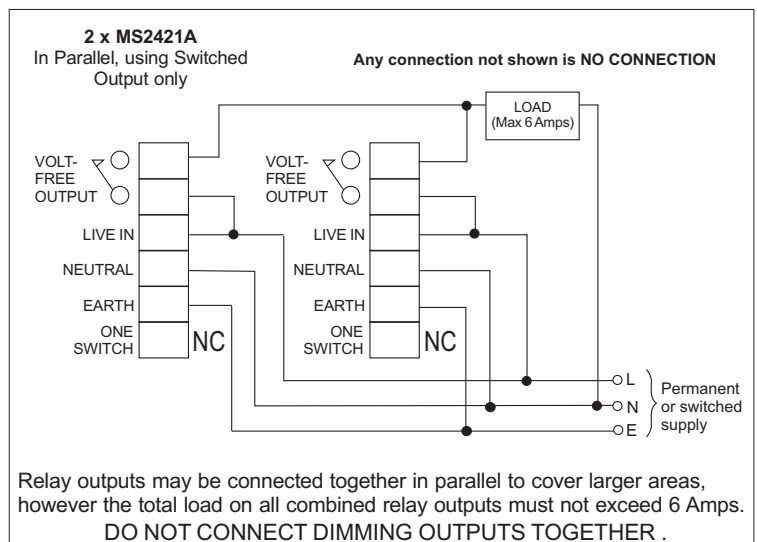 2 x MS2421A
In Parallel, using Switched
Output only
Any connection not shown is NO CONNECTION
LOAD
(Max 6 Amps)
VOLT-
FREE
OUTPUT
LIVE IN
NEUTRAL
EARTH
ONE
SWITCH
NC
VOLT-
FREE
OUTPUT
LIVE IN
NEUTRAL
EARTH
ONE
SWITCH
NC
L
N
E
Permanent
or switched
supply
Relay outputs may be connected together in parallel to cover larger areas,
however the total load on all combined relay outputs must not exceed 6 Amps.
DO NOT CONNECT DIMMING OUTPUTS TOGETHER .